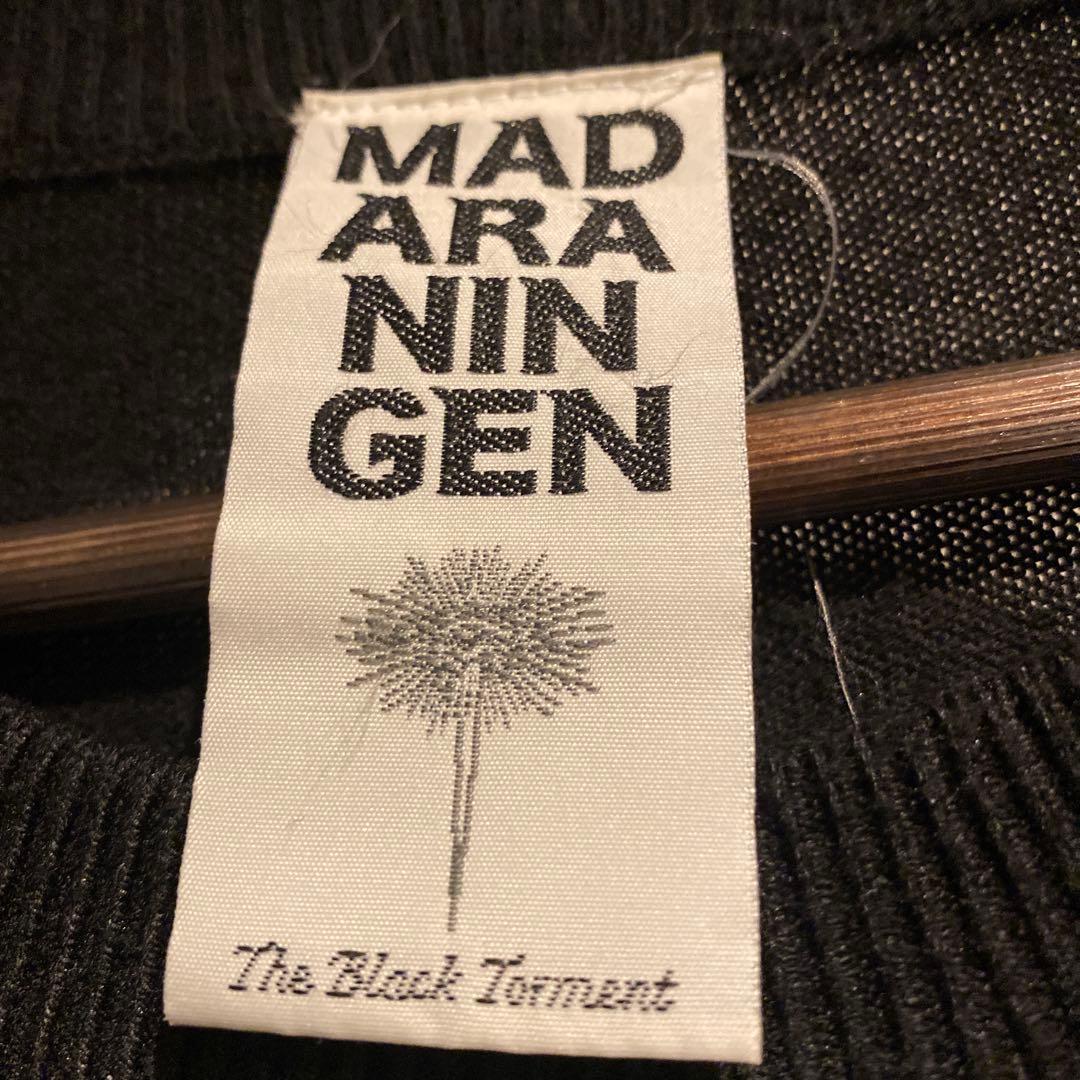 MAD
ARA
NIN
GEN
The Black Torment